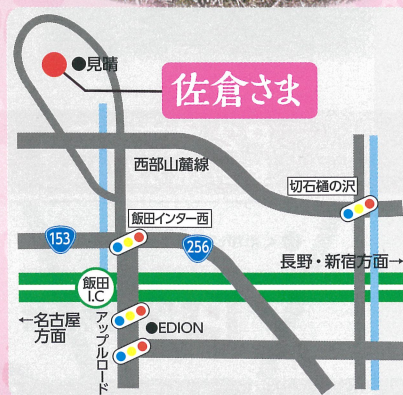 ●見晴
佐倉さま
西部山麓線
切石樋の沢
飯田インター西
153
256
長野・新宿方面→
飯田
I.C
←名古屋
方面
アップルロード
●EDION